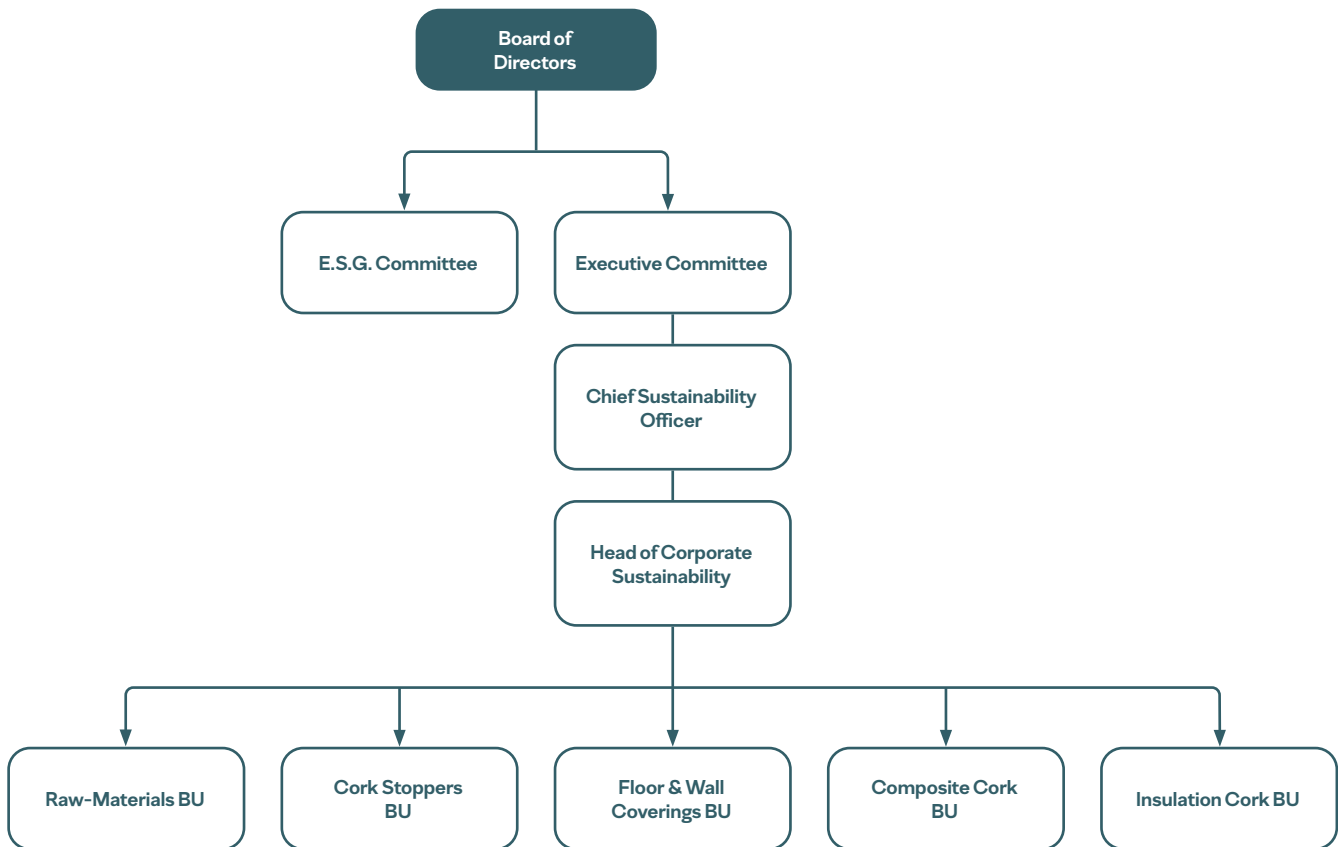 Board of
Directors
E.S.G. Committee
Executive Committee
Chief Sustainability
Officer
Head of Corporate
Sustainability
Raw-Materials BU
Cork Stoppers
BU
Floor & Wall
Coverings BU
Composite Cork
BU
Insulation Cork BU